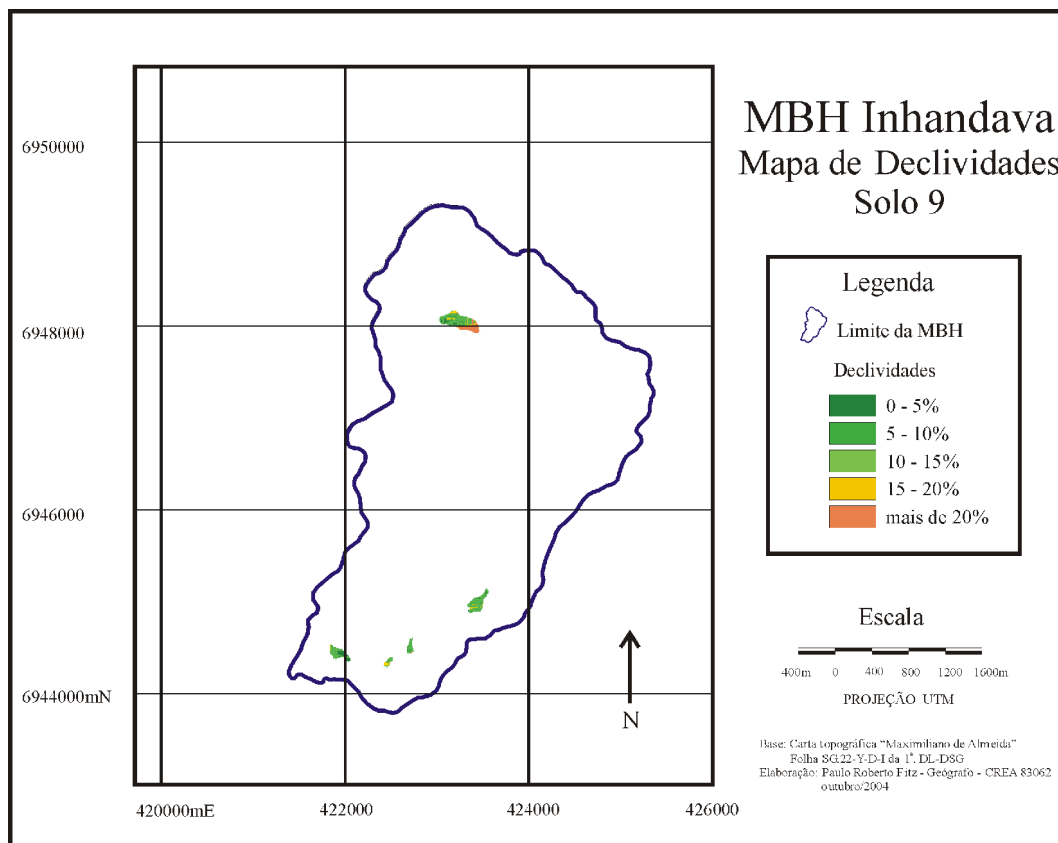 MBH Inhandava
Mapa de Declividades
Solo 9
6950000
6948000
6946000
6944000mN
420000mE
422000
424000
426000
Legenda
Limite da MBH
Declividades
0 - 5%
5 - 10%
10 - 15%
15 - 20%
mais de 20%
N
Escala
400m 0 400 800 1200 1600m
PROJEÇÃO UTM
Base: Carta topográfica “Maximiliano de Almeida”
Folha SG.22-Y-D-I da 1ª. DL-DSG
Elaboração: Paulo Roberto Fitz - Geógrafo - CREA 83062
outubro/2004